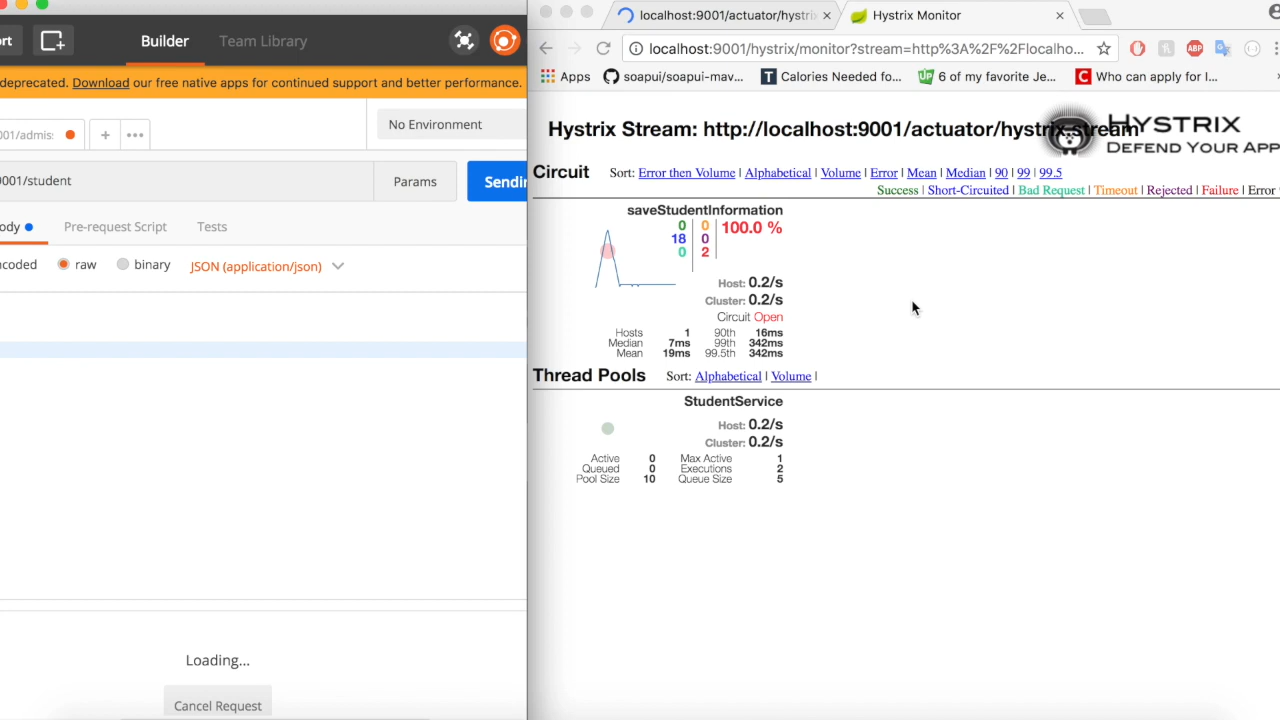 ort
Builder
Team Library
deprecated. Download our free native apps for continued support and better performance.
001/admis:
+
•••
No Environment
0001/student
Params
Sendin
ody
Pre-request Script
Tests
ncoded
raw
binary
JSON (application/json)
Loading...
Cancel Request
localhost:9001/actuator/hystrix
Hystrix Monitor
localhost:9001/hystrix/monitor?stream=http%3A%2F%2Flocalho...
ABP
Apps
soapui/soapui-mav...
T Calories Needed fo...
UP 6 of my favorite Je...
C Who can apply for I...
Hystrix Stream: http://localhost:9001/actuator/hystrix.stream
HYSTRIX
DEFEND YOUR APP
Circuit
Sort: Error then Volume | Alphabetical | Volume | Error | Mean | Median | 90 | 99 | 99.5
Success | Short-Circuited | Bad Request | Timeout | Rejected | Failure | Error
saveStudentInformation
0 0 100.0 %
18 0
0 2
Host: 0.2/s
Cluster: 0.2/s
Circuit Open
Hosts 1 90th 16ms
Median 7ms 99th 342ms
Mean 19ms 99.5th 342ms
Thread Pools
Sort: Alphabetical | Volume |
StudentService
Host: 0.2/s
Cluster: 0.2/s
Active 0 Max Active 1
Queued 0 Executions 2
Pool Size 10 Queue Size 5